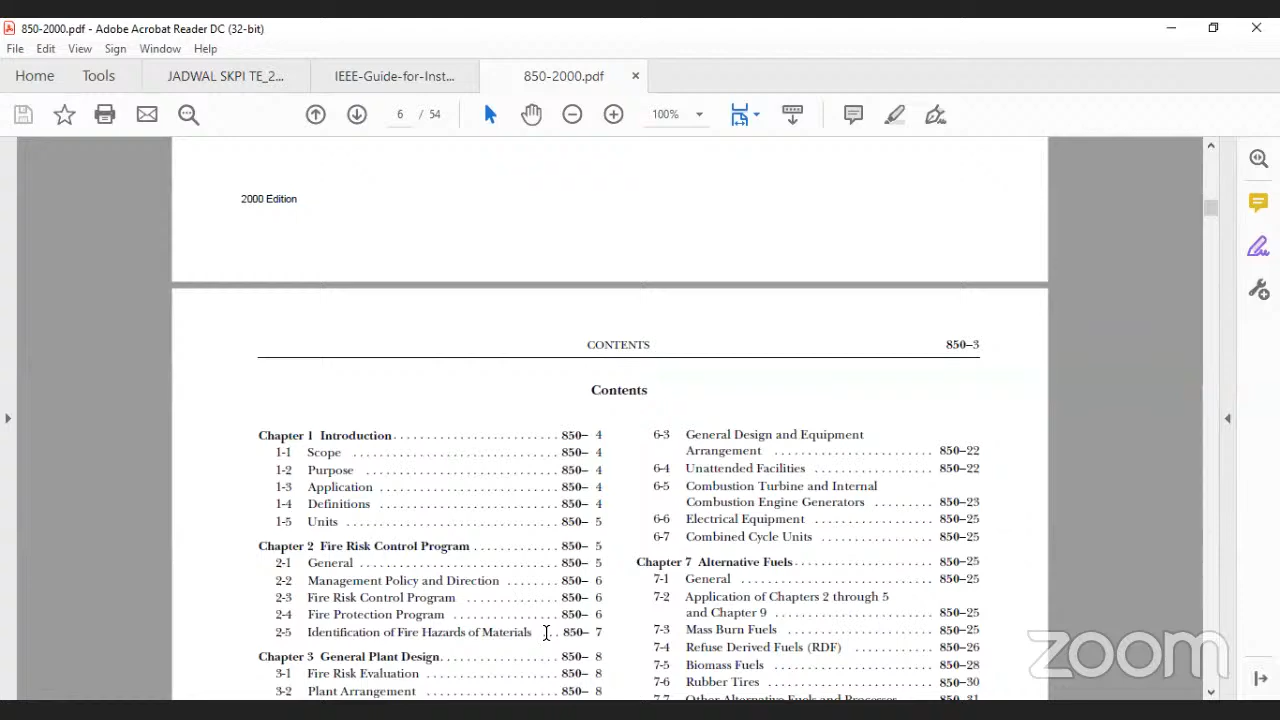 850-2000.pdf - Adobe Acrobat Reader DC (32-bit)
File Edit View Sign Window Help
Home Tools JADWAL SKPI TE_2... IEEE-Guide-for-Inst... 850-2000.pdf ×
6 / 54 100%
2000 Edition
CONTENTS 850–3
Contents
Chapter 1 Introduction . . . . . . . . . . . . . . . . . . . . 850– 4
1-1 Scope . . . . . . . . . . . . . . . . . . . . . . . . . . 850– 4
1-2 Purpose . . . . . . . . . . . . . . . . . . . . . . . . 850– 4
1-3 Application . . . . . . . . . . . . . . . . . . . . . . 850– 4
1-4 Definitions . . . . . . . . . . . . . . . . . . . . . . 850– 4
1-5 Units . . . . . . . . . . . . . . . . . . . . . . . . . . 850– 5
Chapter 2 Fire Risk Control Program . . . . . . . . . . 850– 5
2-1 General . . . . . . . . . . . . . . . . . . . . . . . . 850– 5
2-2 Management Policy and Direction . . . . . . . . 850– 6
2-3 Fire Risk Control Program . . . . . . . . . . . 850– 6
2-4 Fire Protection Program . . . . . . . . . . . . . 850– 6
2-5 Identification of Fire Hazards of Materials . . 850– 7
Chapter 3 General Plant Design . . . . . . . . . . . . . . 850– 8
3-1 Fire Risk Evaluation . . . . . . . . . . . . . . . . 850– 8
3-2 Plant Arrangement . . . . . . . . . . . . . . . . 850– 8
6-3 General Design and Equipment
Arrangement . . . . . . . . . . . . . . . . . . . 850–22
6-4 Unattended Facilities . . . . . . . . . . . . . . 850–22
6-5 Combustion Turbine and Internal
Combustion Engine Generators . . . . . . . . . 850–23
6-6 Electrical Equipment . . . . . . . . . . . . . . 850–25
6-7 Combined Cycle Units . . . . . . . . . . . . . . 850–25
Chapter 7 Alternative Fuels . . . . . . . . . . . . . . . . . 850–25
7-1 General . . . . . . . . . . . . . . . . . . . . . . . 850–25
7-2 Application of Chapters 2 through 5
and Chapter 9 . . . . . . . . . . . . . . . . . . . 850–25
7-3 Mass Burn Fuels . . . . . . . . . . . . . . . . . 850–25
7-4 Refuse Derived Fuels (RDF) . . . . . . . . . . 850–26
7-5 Biomass Fuels . . . . . . . . . . . . . . . . . . . 850–28
7-6 Rubber Tires . . . . . . . . . . . . . . . . . . . . 850–30
7-7 Other Alternative Fuels and Processes . . . . 850–31
zoom